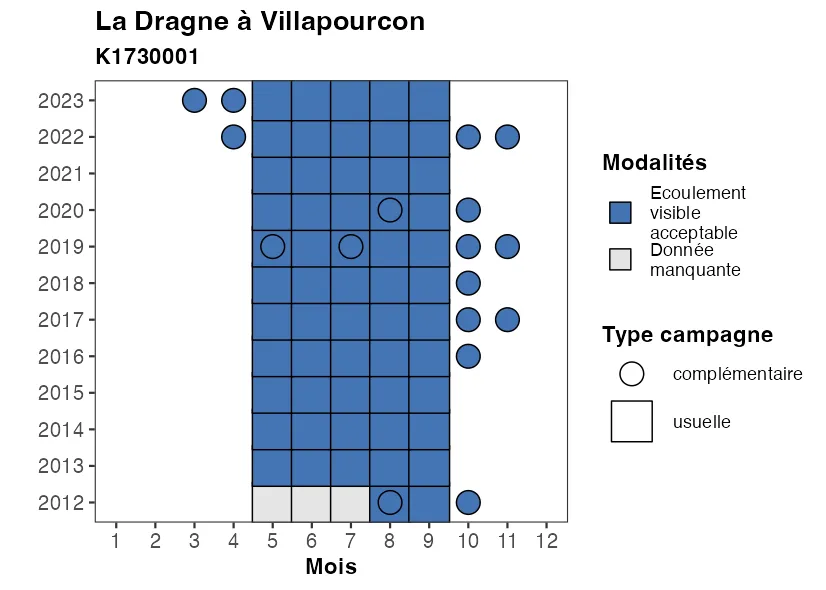 La Dragne à Villapourcon
K1730001
2023
2022
2021
2020
2019
2018
2017
2016
2015
2014
2013
2012
1 2 3 4 5 6 7 8 9 10 11 12
Mois
Modalités
Ecoulement
visible
acceptable
Donnée
manquante
Type campagne
complémentaire
usuelle